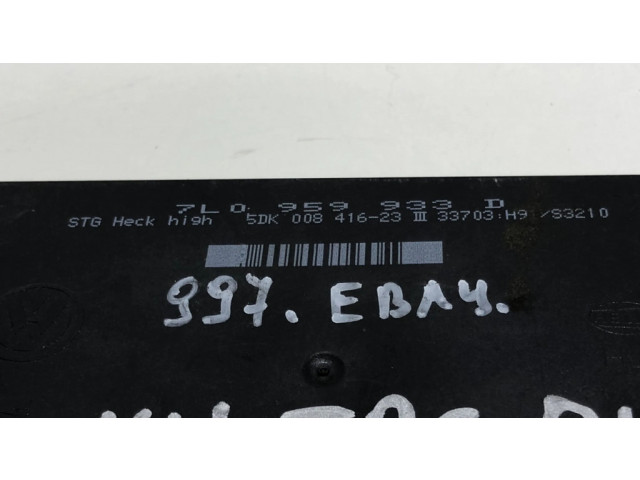 7L0 959 933 D
STG Heck high 5DK 008 416-23 III 33703:H9 /S3210
997. EBAY.